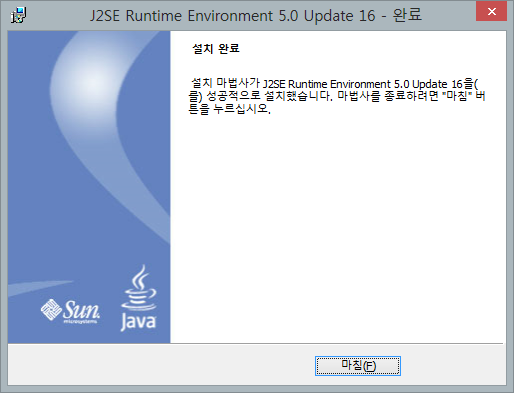 J2SE Runtime Environment 5.0 Update 16 - 완료
설치 완료
설치 마법사가 J2SE Runtime Environment 5.0 Update 16을(
를) 성공적으로 설치했습니다. 마법사를 종료하려면 "마침" 버
튼을 누르십시오.
Sun
microsystems
Java
마침(F)